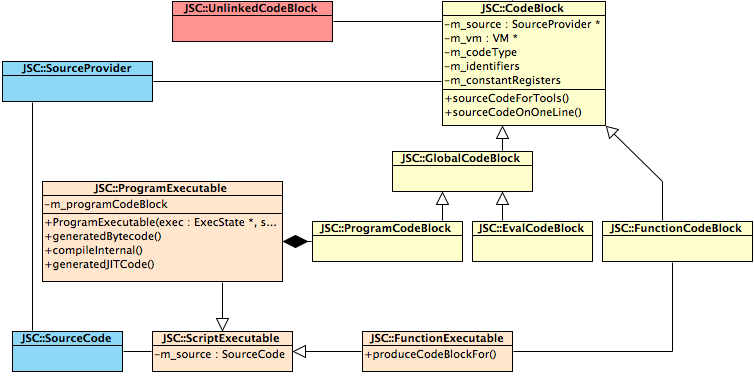 JSC::UnlinkedCodeBlock
JSC::CodeBlock
-m_source : SourceProvider *
-m_vm : VM *
-m_codeType
-m_identifiers
-m_constantRegisters
+sourceCodeForTools()
+sourceCodeOnOneLine()
JSC::SourceProvider
JSC::GlobalCodeBlock
JSC::ProgramExecutable
-m_programCodeBlock
+ProgramExecutable(exec : ExecState *, s...
+generatedBytecode()
+compileInternal()
+generatedJITCode()
JSC::ProgramCodeBlock
JSC::EvalCodeBlock
JSC::FunctionCodeBlock
JSC::SourceCode
JSC::ScriptExecutable
-m_source : SourceCode
JSC::FunctionExecutable
+produceCodeBlockFor()